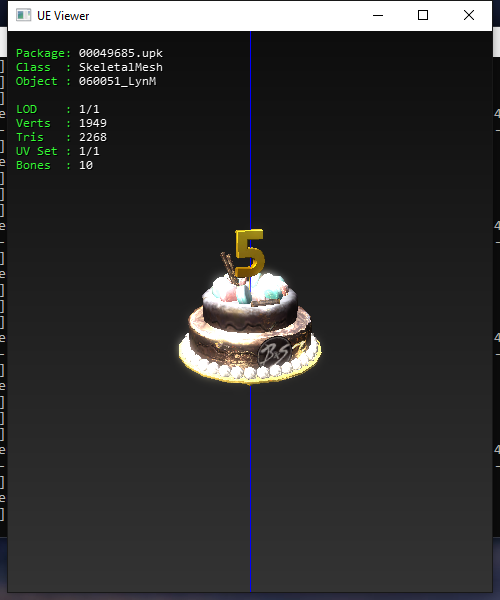 UE Viewer
Package: 00049685.upk
Class : SkeletalMesh
Object : 060051_LynM
LOD : 1/1
Verts : 1949
Tris : 2268
UV Set : 1/1
Bones : 10
5
B&S